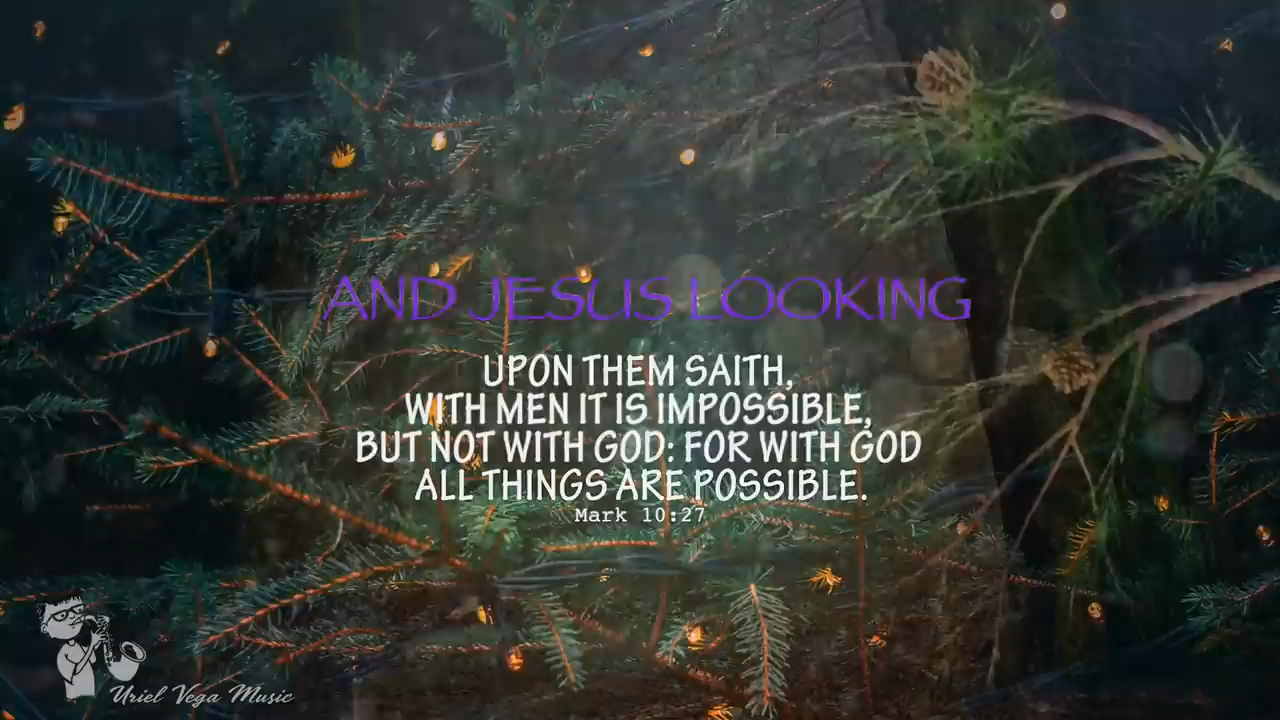 AND JESUS LOOKING
UPON THEM SAITH,
WITH MEN IT IS IMPOSSIBLE,
BUT NOT WITH GOD: FOR WITH GOD
ALL THINGS ARE POSSIBLE.
Mark 10:27
Uriel Vega Music